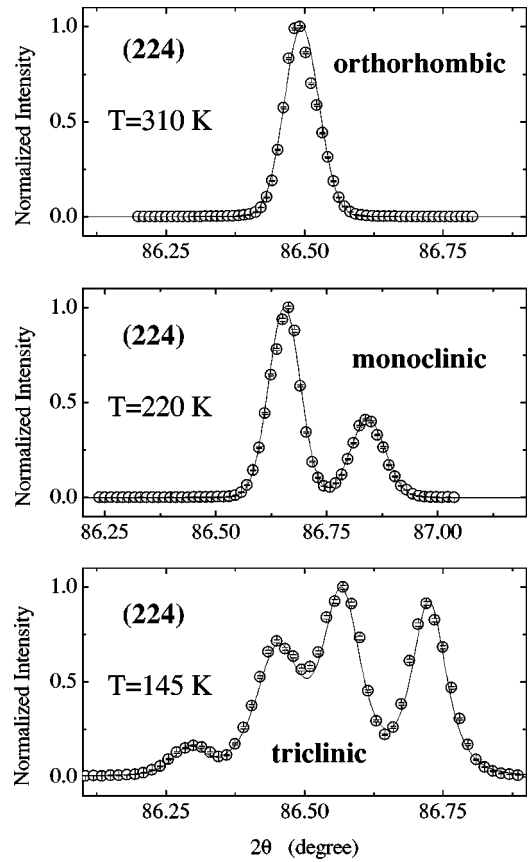 (224)
orthorhombic
T=310 K
Normalized Intensity
1.0
0.5
0.0
86.25
86.50
86.75
(224)
monoclinic
T=220 K
Normalized Intensity
1.0
0.5
0.0
86.25
86.50
86.75
87.00
(224)
T=145 K
triclinic
Normalized Intensity
1.0
0.5
0.0
86.25
86.50
86.75
2θ (degree)